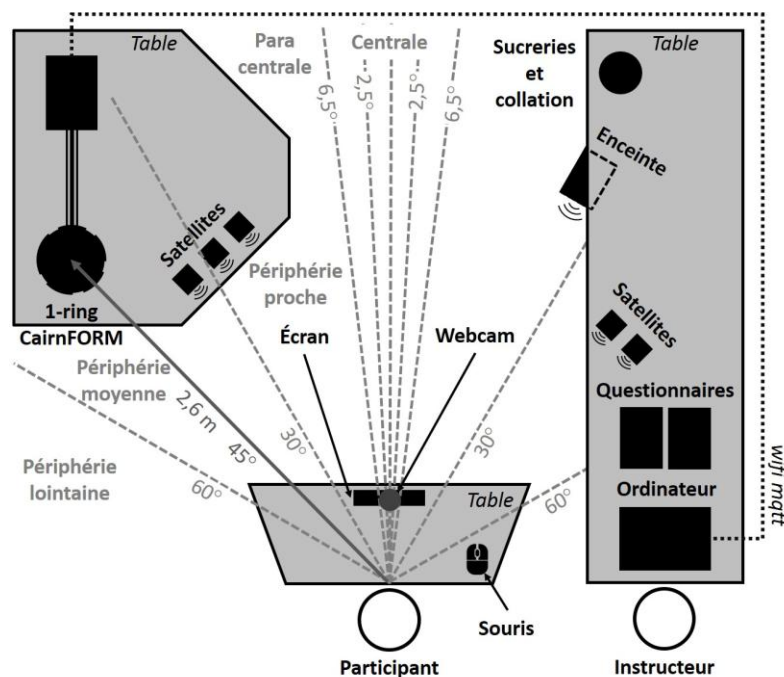 Table
1-ring
CairnFORM
Satellites
Para
centrale
Centrale
6,5°
2,5°
2,5°
6,5°
Sucreries
et
collation
Table
Enceinte
Satellites
Questionnaires
Ordinateur
wifi mqtt
Périphérie
proche
Écran
Webcam
Périphérie
moyenne
2,6 m
45°
30°
30°
Périphérie
lointaine
60°
60°
Table
Souris
Participant
Instructeur